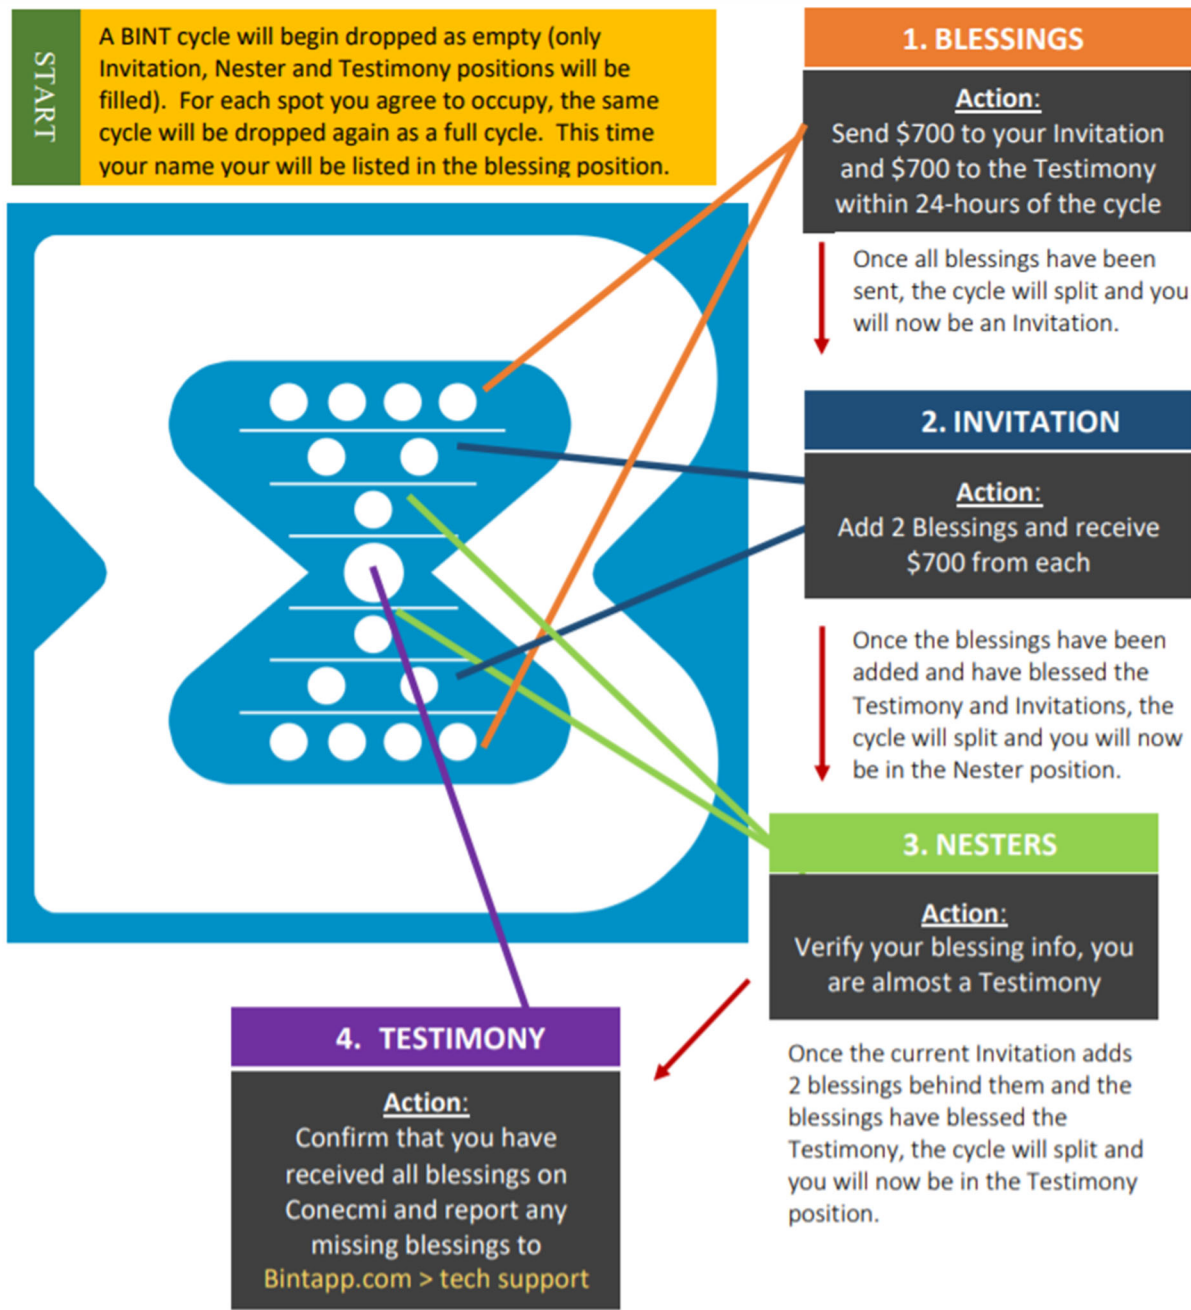 START
A BINT cycle will begin dropped as empty (only
Invitation, Nester and Testimony positions will be
filled).  For each spot you agree to occupy, the same
cycle will be dropped again as a full cycle.  This time
your name your will be listed in the blessing position.
1. BLESSINGS
Action:
Send $700 to your Invitation
and $700 to the Testimony
within 24-hours of the cycle
Once all blessings have been
sent, the cycle will split and you
will now be an Invitation.
2. INVITATION
Action:
Add 2 Blessings and receive
$700 from each
Once the blessings have been
added and have blessed the
Testimony and Invitations, the
cycle will split and you will now
be in the Nester position.
3. NESTERS
Action:
Verify your blessing info, you
are almost a Testimony
Once the current Invitation adds
2 blessings behind them and the
blessings have blessed the
Testimony, the cycle will split and
you will now be in the Testimony
position.
4.  TESTIMONY
Action:
Confirm that you have
received all blessings on
Conecmi and report any
missing blessings to
Bintapp.com > tech support